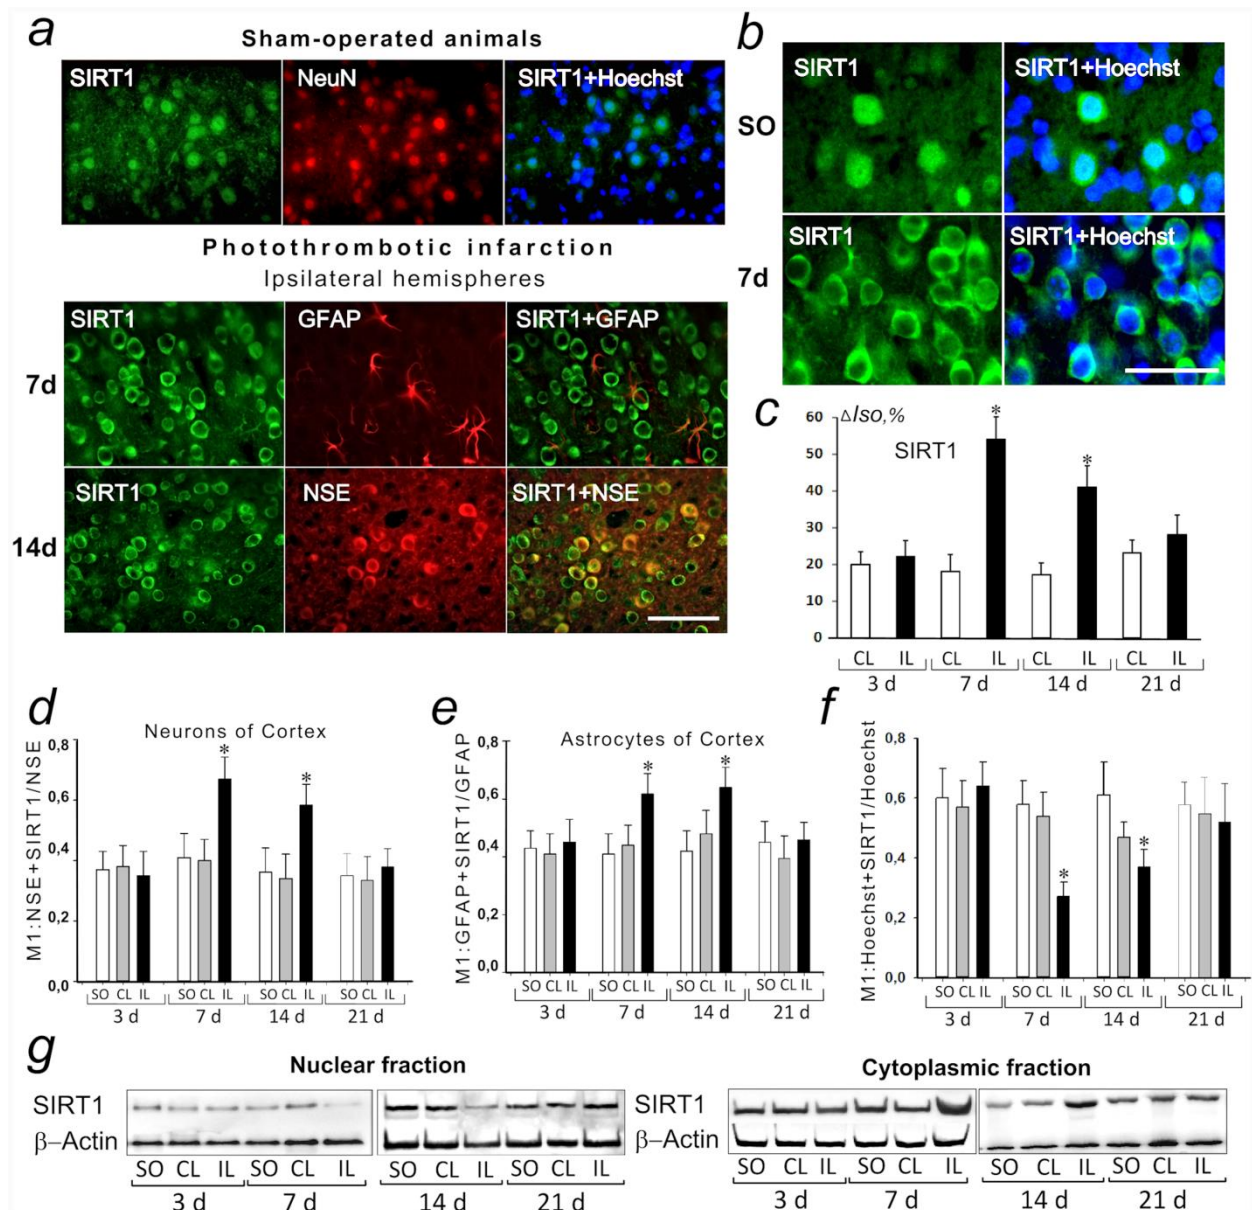 a
Sham-operated animals
SIRT1 NeuN SIRT1+Hoechst
Photothrombotic infarction
Ipsilateral hemispheres
7d
SIRT1 GFAP SIRT1+GFAP
14d
SIRT1 NSE SIRT1+NSE
b
SO
SIRT1 SIRT1+Hoechst
7d
SIRT1 SIRT1+Hoechst
c
ΔIso,%
SIRT1
60
50
40
30
20
10
0
* *
CL IL CL IL CL IL CL IL
3 d 7 d 14 d 21 d
d
Neurons of Cortex
M1:NSE+SIRT1/NSE
0,8
0,6
0,4
0,2
0,0
* *
SO CL IL SO CL IL SO CL IL SO CL IL
3 d 7 d 14 d 21 d
e
Astrocytes of Cortex
M1:GFAP+SIRT1/GFAP
0,8
0,6
0,4
0,2
0,0
* *
SO CL IL SO CL IL SO CL IL SO CL IL
3 d 7 d 14 d 21 d
f
M1:Hoechst+SIRT1/Hoechst
0,8
0,6
0,4
0,2
0,0
* *
SO CL IL SO CL IL SO CL IL SO CL IL
3 d 7 d 14 d 21 d
g
Nuclear fraction
SIRT1
β–Actin
SO CL IL SO CL IL SO CL IL SO CL IL
3 d 7 d 14 d 21 d
Cytoplasmic fraction
SIRT1
β–Actin
SO CL IL SO CL IL SO CL IL SO CL IL
3 d 7 d 14 d 21 d